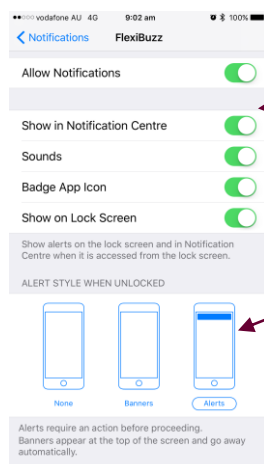 vodafone AU 4G 9:02 am 100%
Notifications FlexiBuzz
Allow Notifications
Show in Notification Centre
Sounds
Badge App Icon
Show on Lock Screen
Show alerts on the lock screen and in Notification
Centre when it is accessed from the lock screen.
ALERT STYLE WHEN UNLOCKED
None Banners Alerts
Alerts require an action before proceeding.
Banners appear at the top of the screen and go away
automatically.